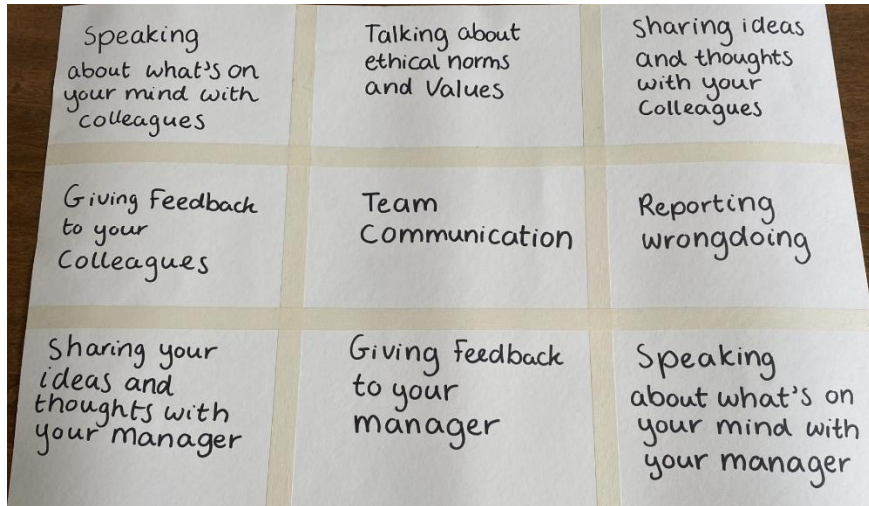 Speaking
about what's on
your mind with
colleagues
Talking about
ethical norms
and Values
Sharing ideas
and thoughts
with your
Colleagues
Giving Feedback
to your
Colleagues
Team
Communication
Reporting
wrongdoing
Sharing your
ideas and
thoughts with
your manager
Giving Feedback
to your
manager
Speaking
about what's on
your mind with
your manager